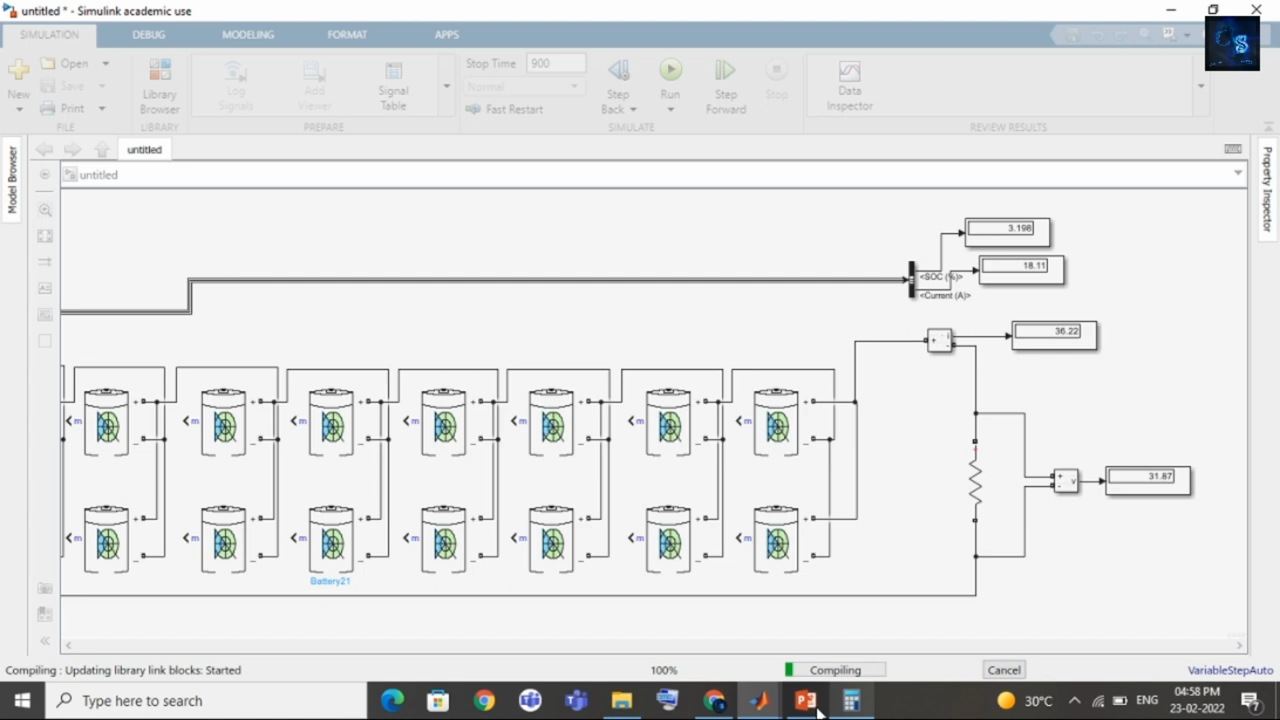 untitled * - Simulink academic use
SIMULATION DEBUG MODELING FORMAT APPS
New
Open
Save
Print
FILE
Library Browser
LIBRARY
Log Signals
Add Viewer
Signal Table
PREPARE
Stop Time 900
Normal
Fast Restart
Step Back
Run
Step Forward
Stop
SIMULATE
Data Inspector
REVIEW RESULTS
CS
Model Browser
untitled
untitled
Property Inspector
3.198
<SOC (%)>
18.11
<Current (A)>
36.22
+ i -
m + _ m + _ m + _ m + _ m + _ m + _ m + _
+ v -
31.87
m + _ m + _ m + _ m + _ m + _ m + _ m + _
Battery21
Compiling : Updating library link blocks: Started 100% Compiling Cancel VariableStepAuto
Type here to search
30°C ENG 04:58 PM
23-02-2022
7